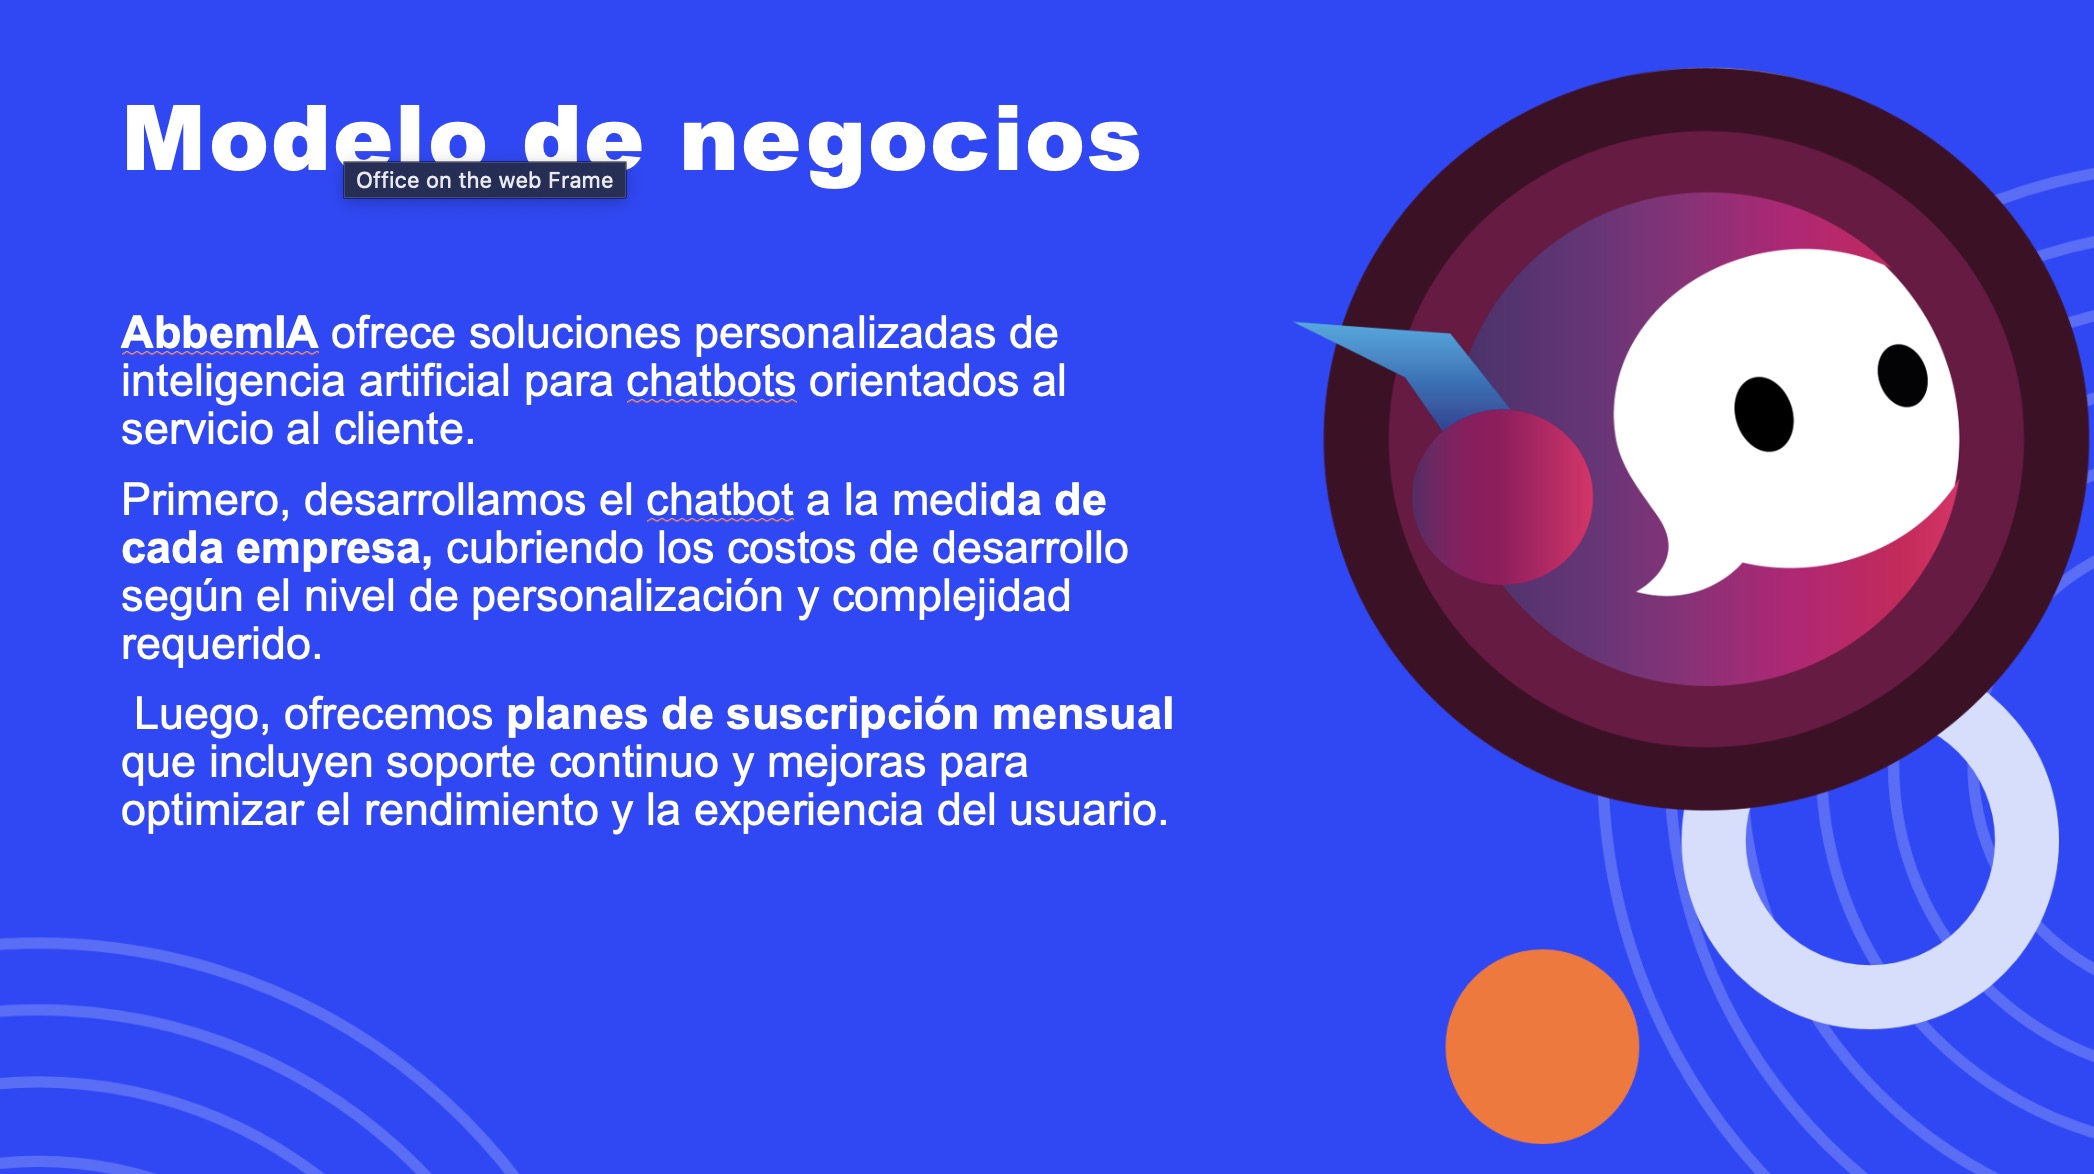 Modelo de negocios
Office on the web Frame
AbbemIA ofrece soluciones personalizadas de
inteligencia artificial para chatbots orientados al
servicio al cliente.
Primero, desarrollamos el chatbot a la medida de
cada empresa, cubriendo los costos de desarrollo
según el nivel de personalización y complejidad
requerido.
Luego, ofrecemos planes de suscripción mensual
que incluyen soporte continuo y mejoras para
optimizar el rendimiento y la experiencia del usuario.